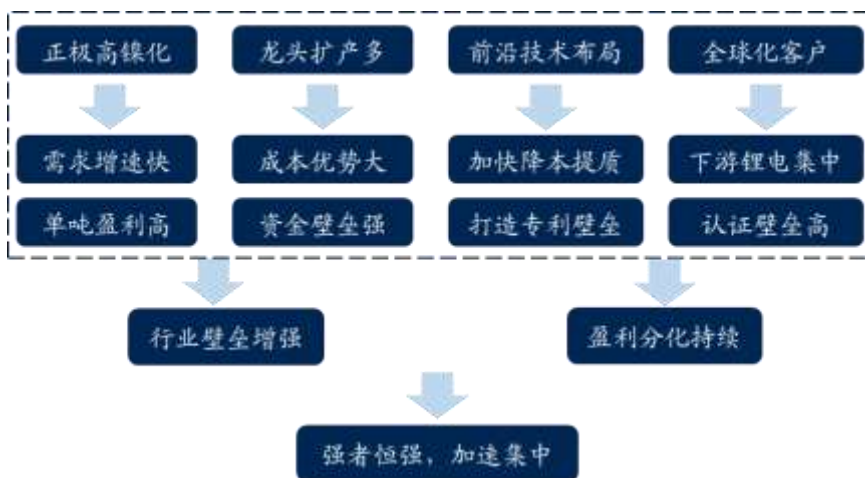 正极高镍化 龙头扩产多 前沿技术布局 全球化客户
需求增速快 成本优势大 加快降本提质 下游锂电集中
单吨盈利高 资金壁垒强 打造专利壁垒 认证壁垒高
行业壁垒增强 盈利分化持续
强者恒强，加速集中